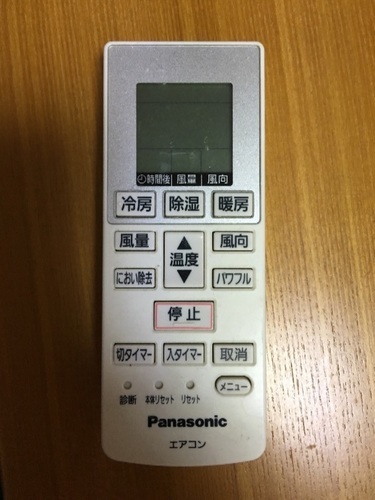 時間後 風量 風向
冷房 除湿 暖房
風量 ▲ 風向
温度
におい除去 ▼ パワフル
停止
切タイマー 入タイマー 取消
診断 本体リセット リセット メニュー
Panasonic
エアコン